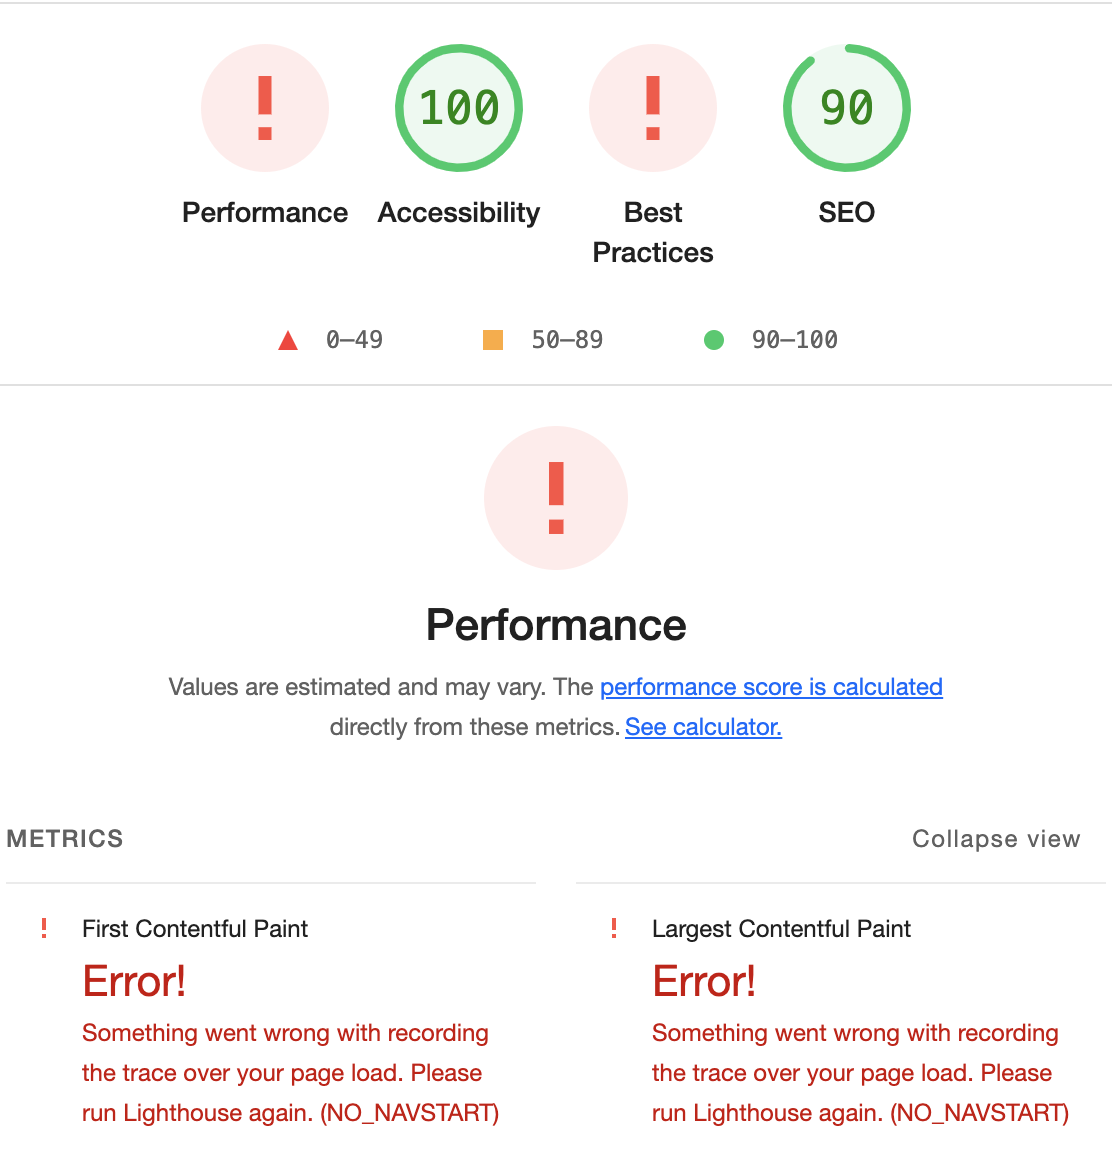 !
100
!
90
Performance
Accessibility
Best
Practices
SEO
0–49
50–89
90–100
!
Performance
Values are estimated and may vary. The performance score is calculated
directly from these metrics. See calculator.
METRICS
Collapse view
! First Contentful Paint
Error!
Something went wrong with recording
the trace over your page load. Please
run Lighthouse again. (NO_NAVSTART)
! Largest Contentful Paint
Error!
Something went wrong with recording
the trace over your page load. Please
run Lighthouse again. (NO_NAVSTART)